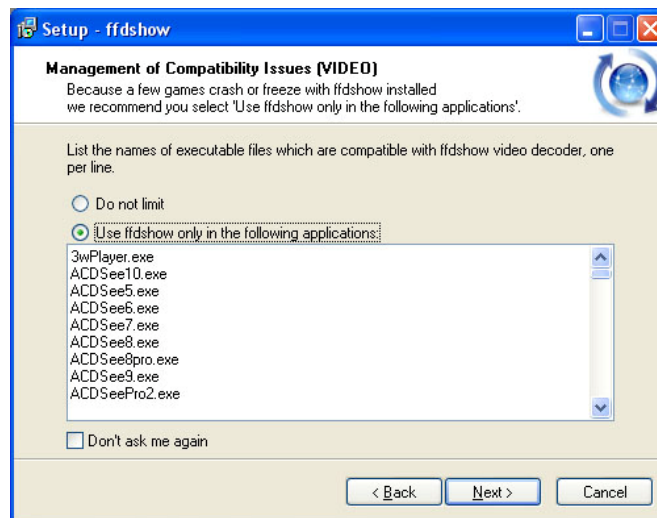 Setup - ffdshow
Management of Compatibility Issues (VIDEO)
Because a few games crash or freeze with ffdshow installed
we recommend you select 'Use ffdshow only in the following applications'.
List the names of executable files which are compatible with ffdshow video decoder, one
per line.
Do not limit
Use ffdshow only in the following applications:
3wPlayer.exe
ACDSee10.exe
ACDSee5.exe
ACDSee6.exe
ACDSee7.exe
ACDSee8.exe
ACDSee8pro.exe
ACDSee9.exe
ACDSeePro2.exe
Don't ask me again
< Back Next > Cancel